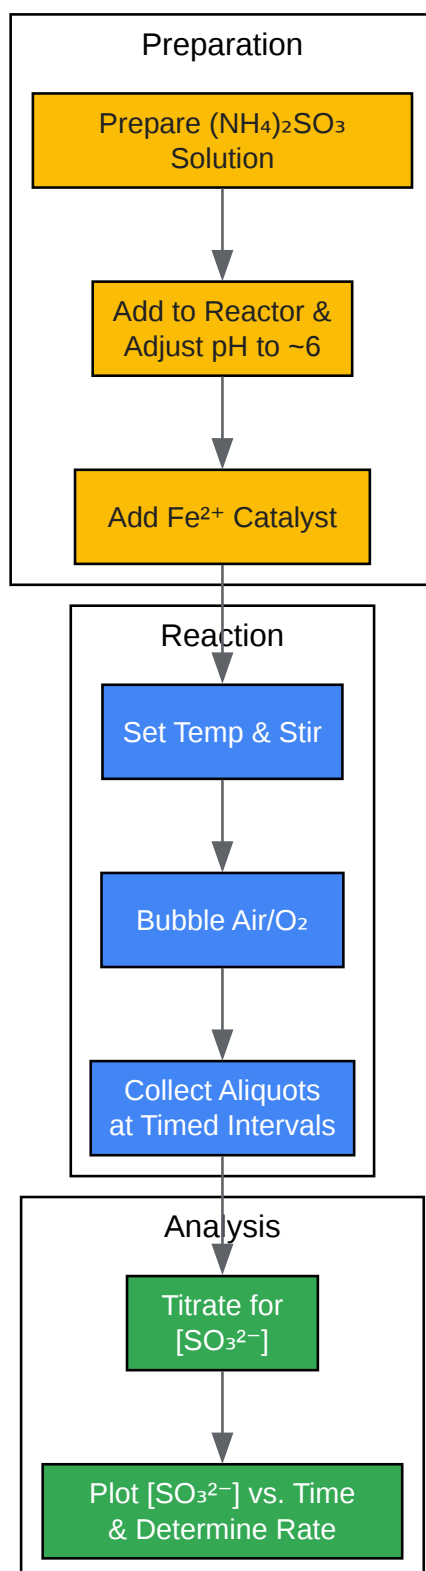 Preparation
Prepare (NH₄)₂SO₃
Solution
Add to Reactor &
Adjust pH to ~6
Add Fe²⁺ Catalyst
Reaction
Set Temp & Stir
Bubble Air/O₂
Collect Aliquots
at Timed Intervals
Analysis
Titrate for
[SO₃²⁻]
Plot [SO₃²⁻] vs. Time
& Determine Rate